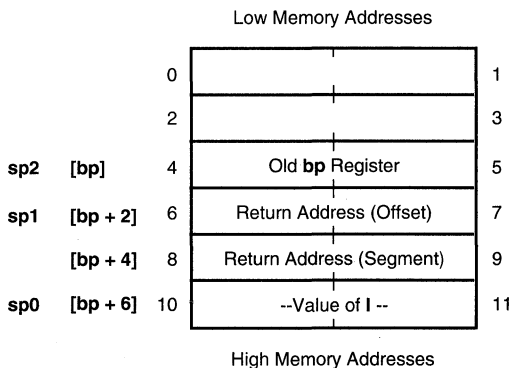 Low Memory Addresses
0 1
2 3
sp2 [bp] 4 Old bp Register 5
sp1 [bp + 2] 6 Return Address (Offset) 7
[bp + 4] 8 Return Address (Segment) 9
sp0 [bp + 6] 10 --Value of I -- 11
High Memory Addresses